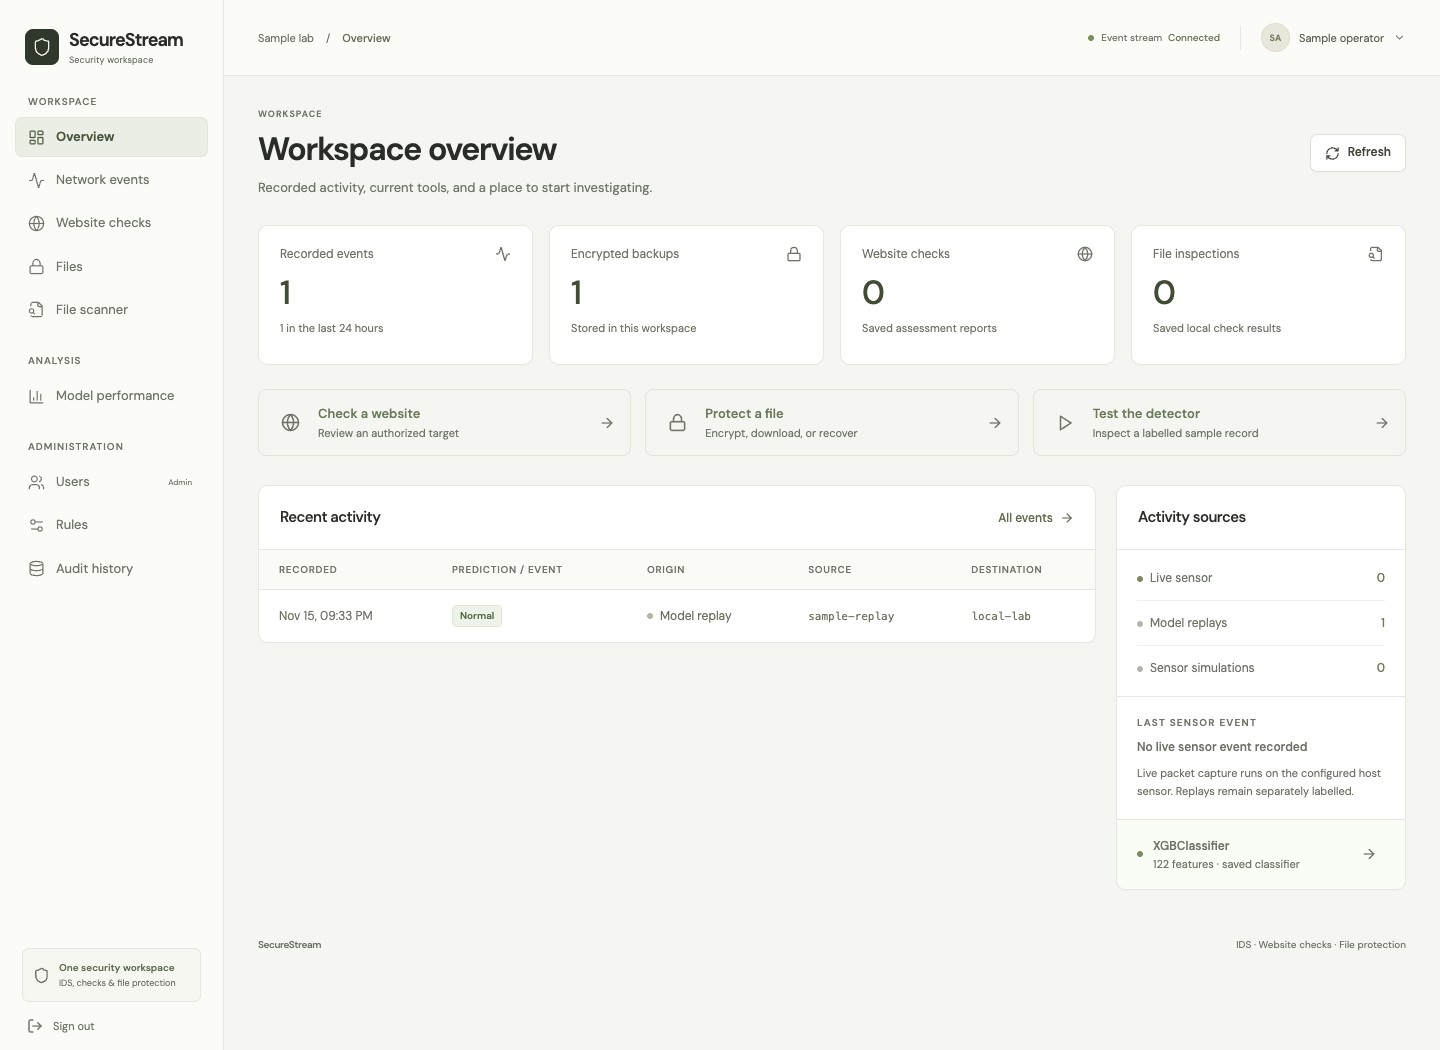 SecureStream
Security workspace
WORKSPACE
Overview
Network events
Website checks
Files
File scanner
ANALYSIS
Model performance
ADMINISTRATION
Users Admin
Rules
Audit history
One security workspace
IDS, checks & file protection
Sign out
Sample lab / Overview
Event stream Connected
SA Sample operator
WORKSPACE
Workspace overview
Recorded activity, current tools, and a place to start investigating.
Refresh
Recorded events
1
1 in the last 24 hours
Encrypted backups
1
Stored in this workspace
Website checks
0
Saved assessment reports
File inspections
0
Saved local check results
Check a website
Review an authorized target
Protect a file
Encrypt, download, or recover
Test the detector
Inspect a labelled sample record
Recent activity
All events
RECORDED PREDICTION / EVENT ORIGIN SOURCE DESTINATION
Nov 15, 09:33 PM Normal Model replay sample-replay local-lab
Activity sources
Live sensor 0
Model replays 1
Sensor simulations 0
LAST SENSOR EVENT
No live sensor event recorded
Live packet capture runs on the configured host
sensor. Replays remain separately labelled.
XGBClassifier
122 features · saved classifier
SecureStream
IDS · Website checks · File protection